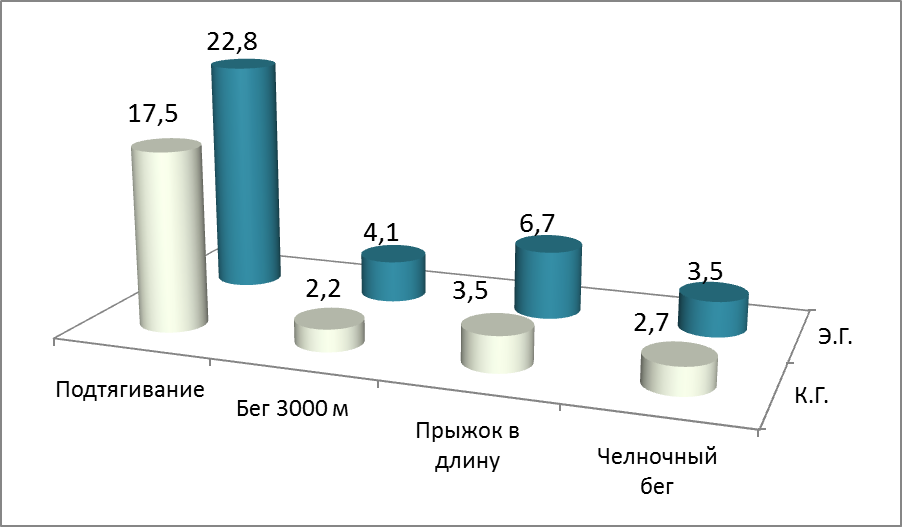 22,8
17,5
4,1
6,7
2,2
3,5
3,5
2,7
Э.Г.
К.Г.
Подтягивание
Бег 3000 м
Прыжок в
длину
Челночный
бег